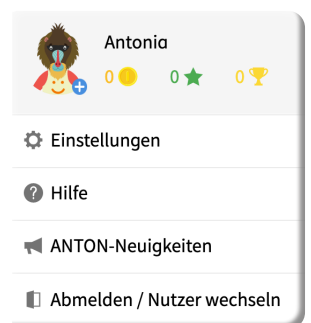 Antonia
0 0 0
Einstellungen
Hilfe
ANTON-Neuigkeiten
Abmelden / Nutzer wechseln